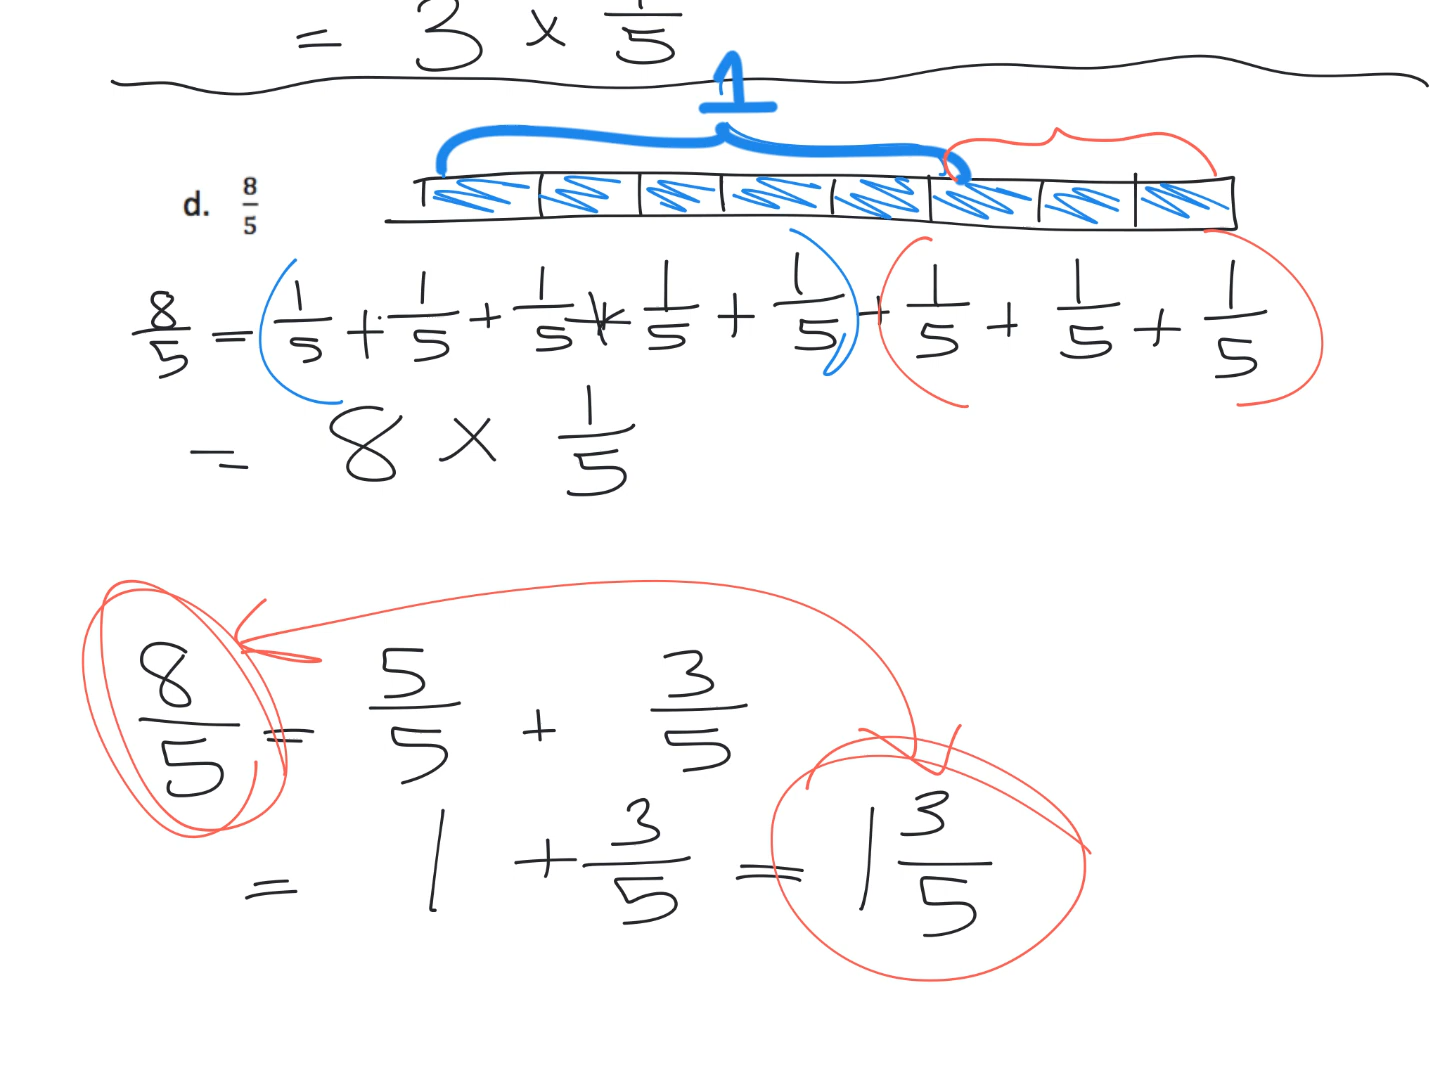 = 3 × 1/5
1
d. 8/5
8/5 = (1/5 + 1/5 + 1/5 + 1/5 + 1/5) + (1/5 + 1/5 + 1/5)
= 8 × 1/5
8/5 = 5/5 + 3/5
= 1 + 3/5 = 1 3/5